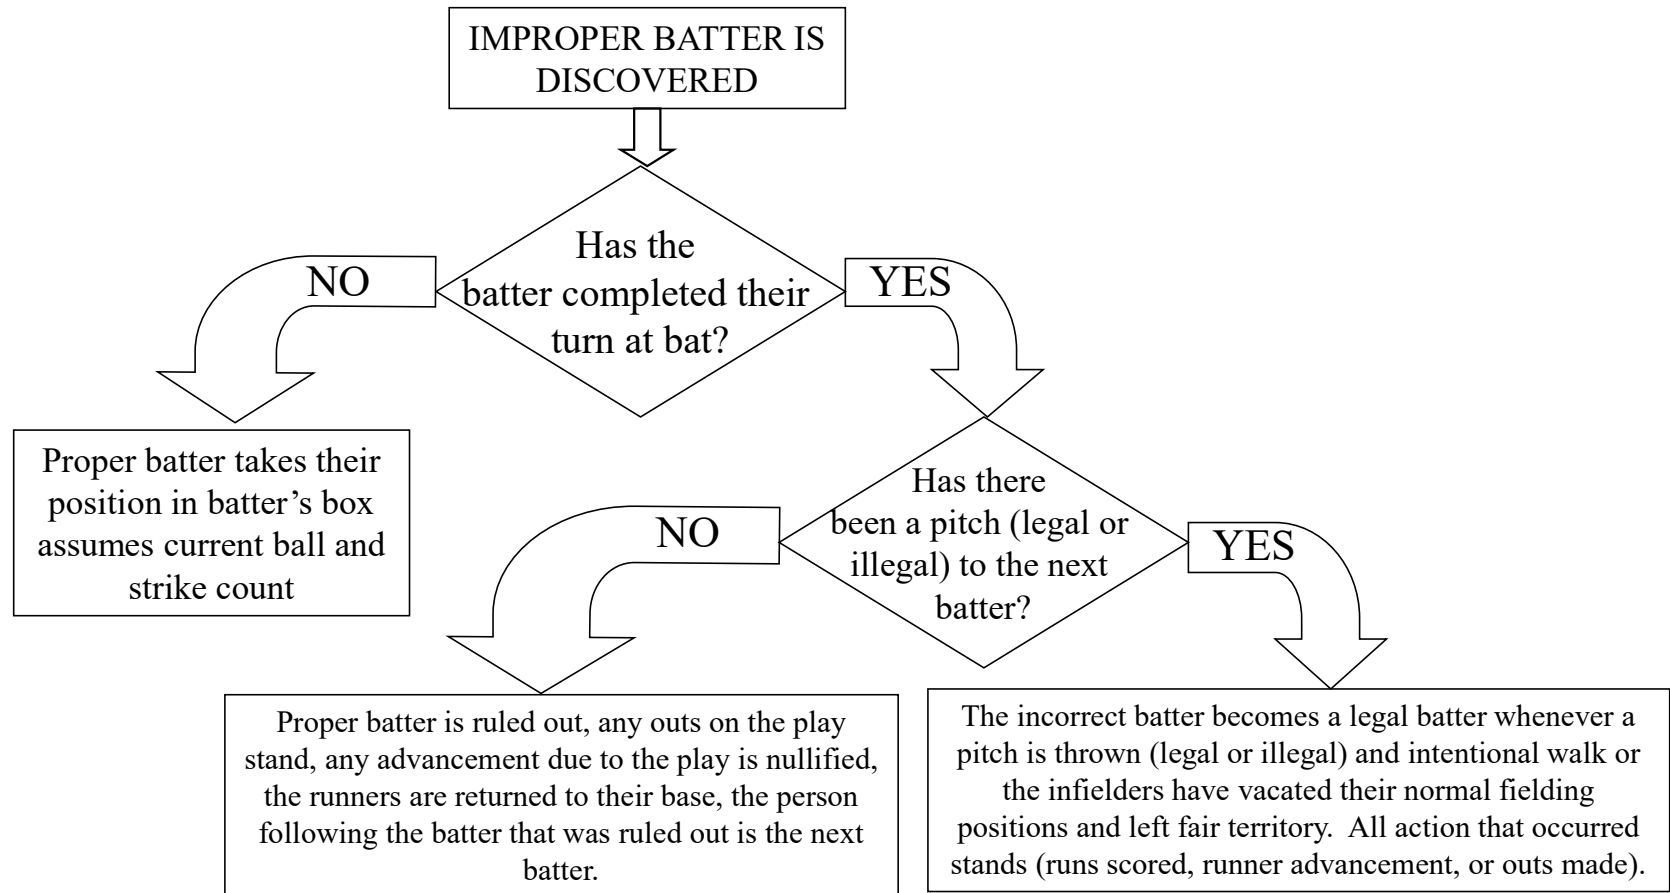 IMPROPER BATTER IS
DISCOVERED
Has the
batter completed their
turn at bat?
NO
YES
Proper batter takes their
position in batter’s box
assumes current ball and
strike count
Has there
been a pitch (legal or
illegal) to the next
batter?
NO
YES
Proper batter is ruled out, any outs on the play
stand, any advancement due to the play is nullified,
the runners are returned to their base, the person
following the batter that was ruled out is the next
batter.
The incorrect batter becomes a legal batter whenever a
pitch is thrown (legal or illegal) and intentional walk or
the infielders have vacated their normal fielding
positions and left fair territory.  All action that occurred
stands (runs scored, runner advancement, or outs made).